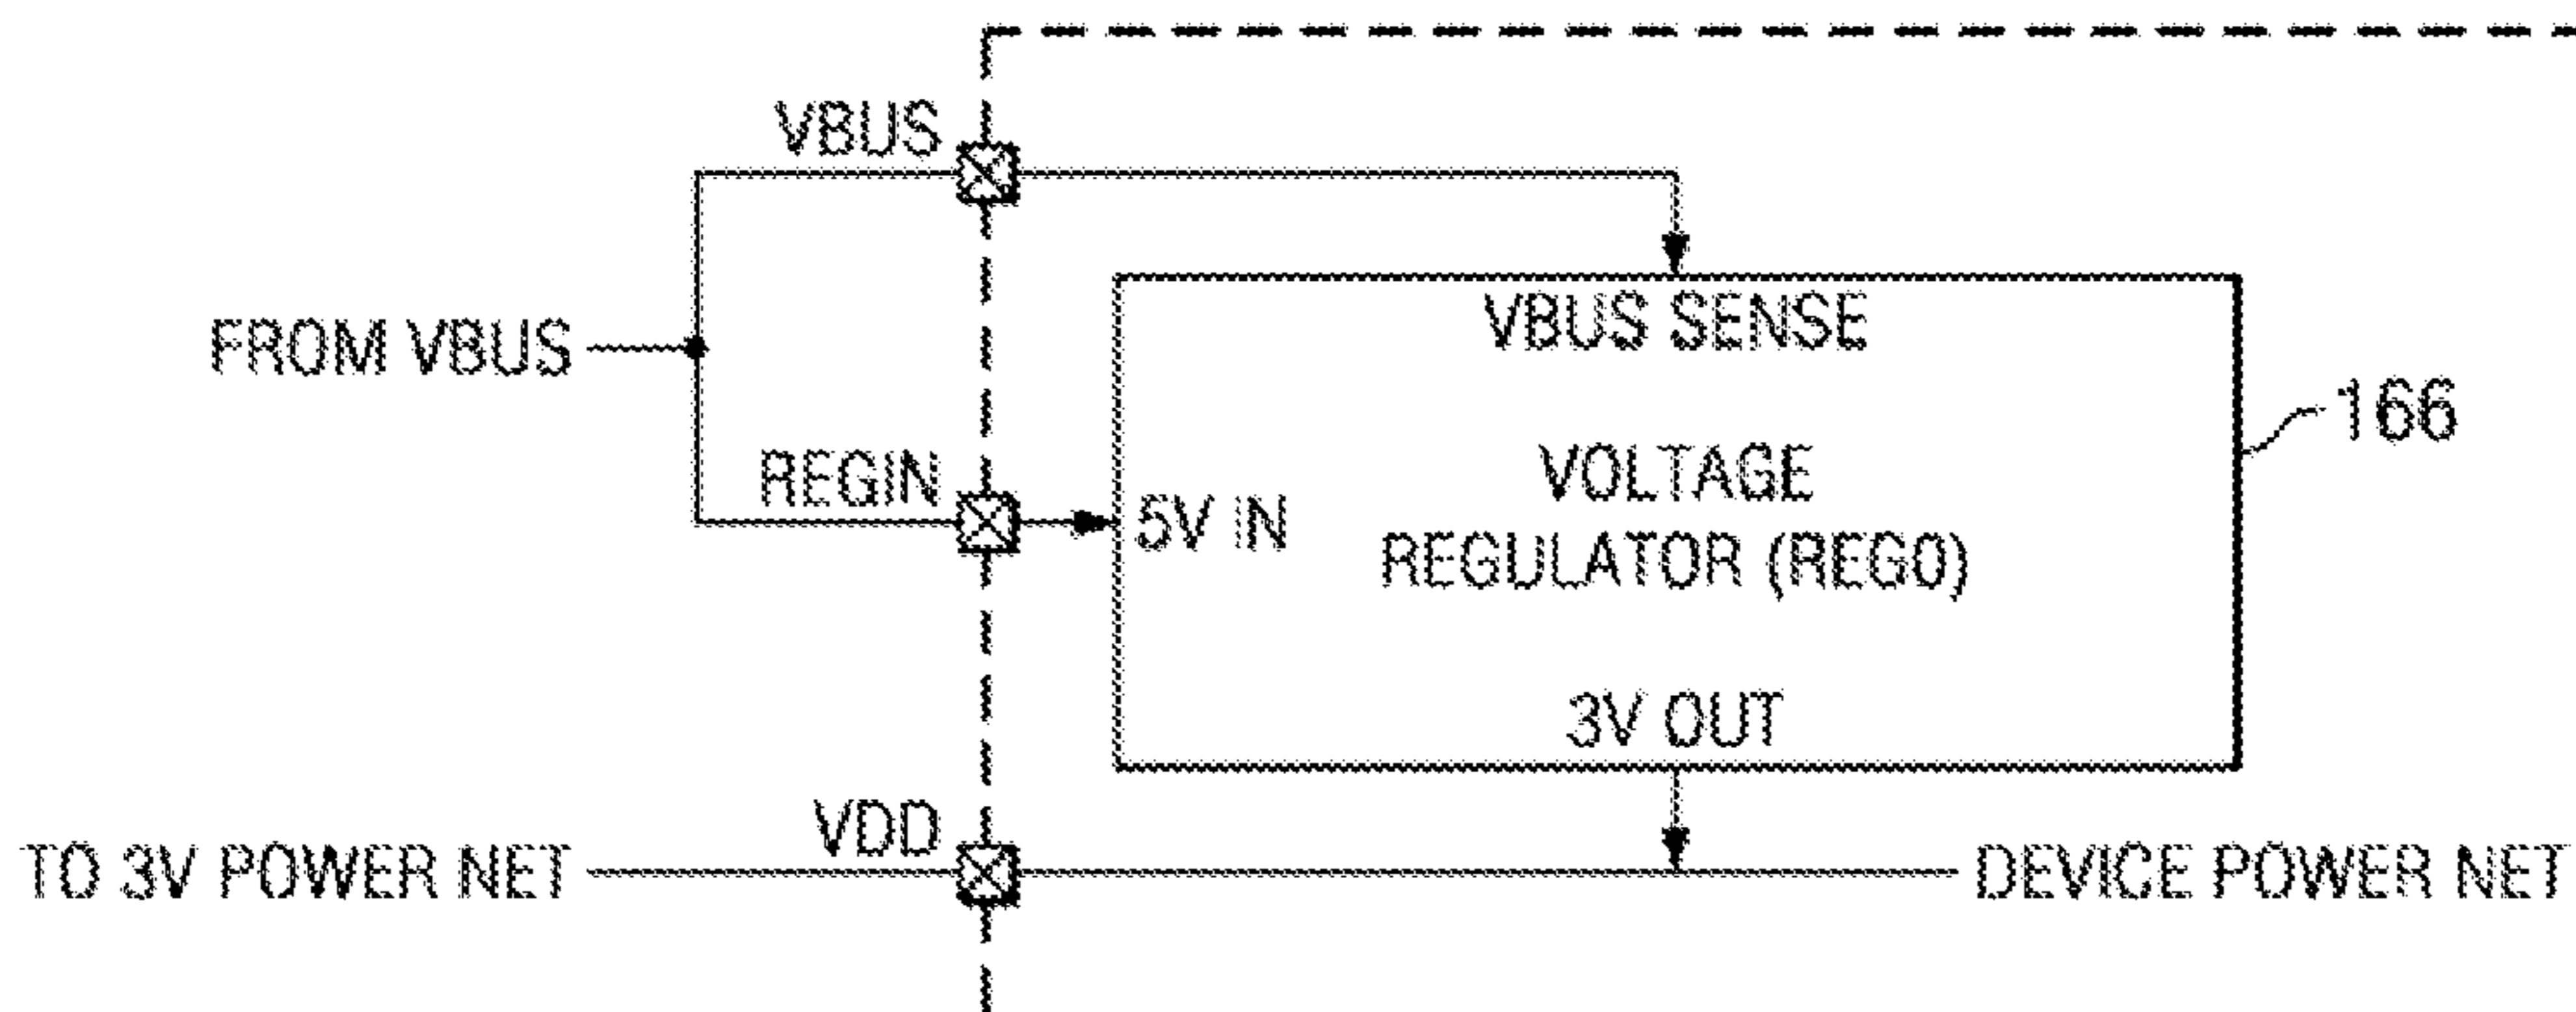 VBUS
VBUS SENSE
FROM VBUS
166
REGIN
5V IN
VOLTAGE
REGULATOR (REG0)
3V OUT
VDD
TO 3V POWER NET
DEVICE POWER NET